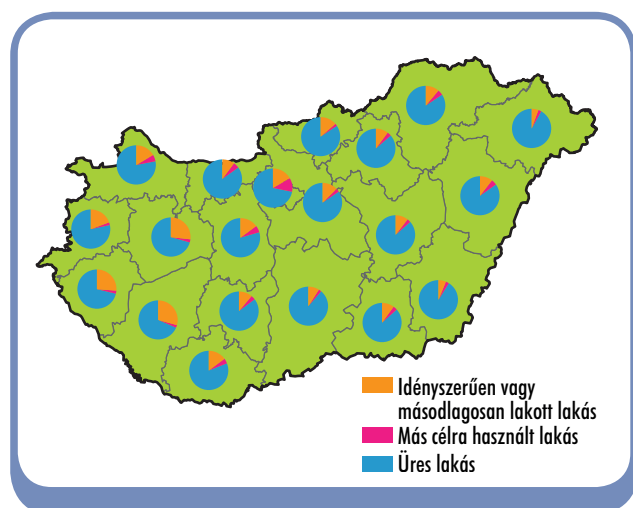 Idényszerűen vagy
másodlagosan lakott lakás
Más célra használt lakás
Üres lakás